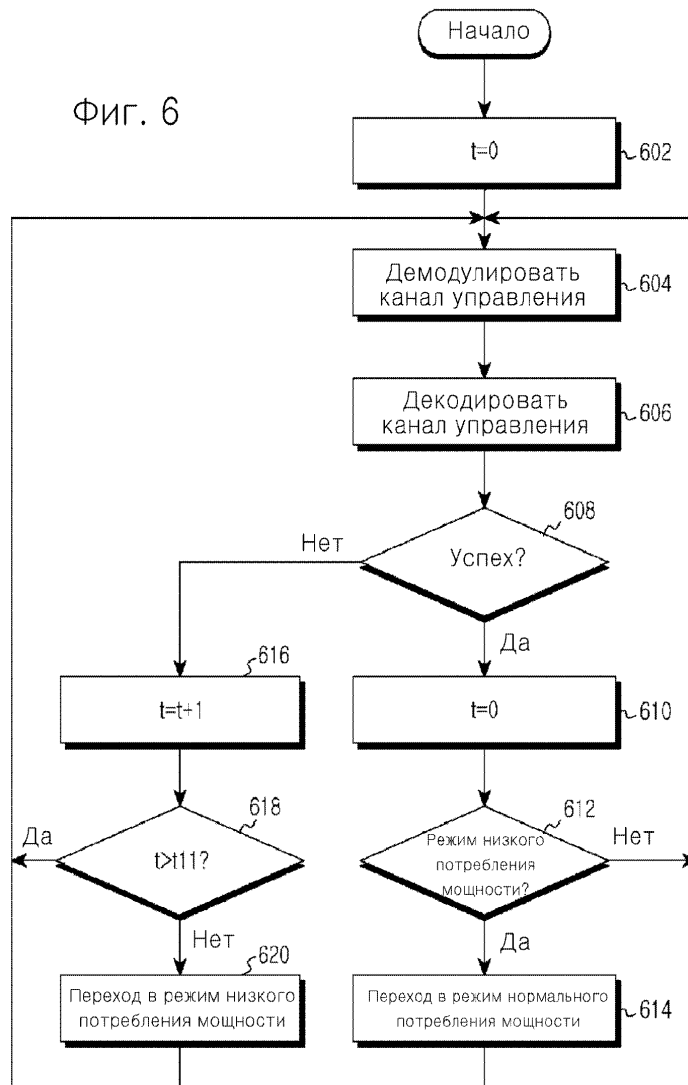 Начало
Фиг. 6
t=0
602
Демодулировать
канал управления
604
Декодировать
канал управления
606
608
Успех?
Нет
Да
616
t=t+1
t=0
610
618
t>t11?
Да
Нет
612
Режим низкого
потребления
мощности?
Нет
Да
620
Переход в режим низкого
потребления мощности
Переход в режим нормального
потребления мощности
614